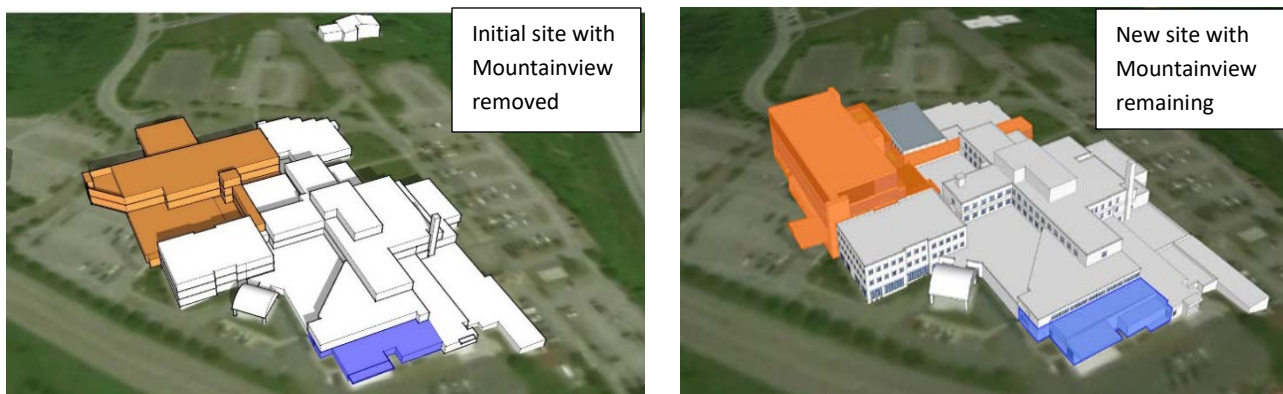 Initial site with
Mountainview
removed
New site with
Mountainview
remaining